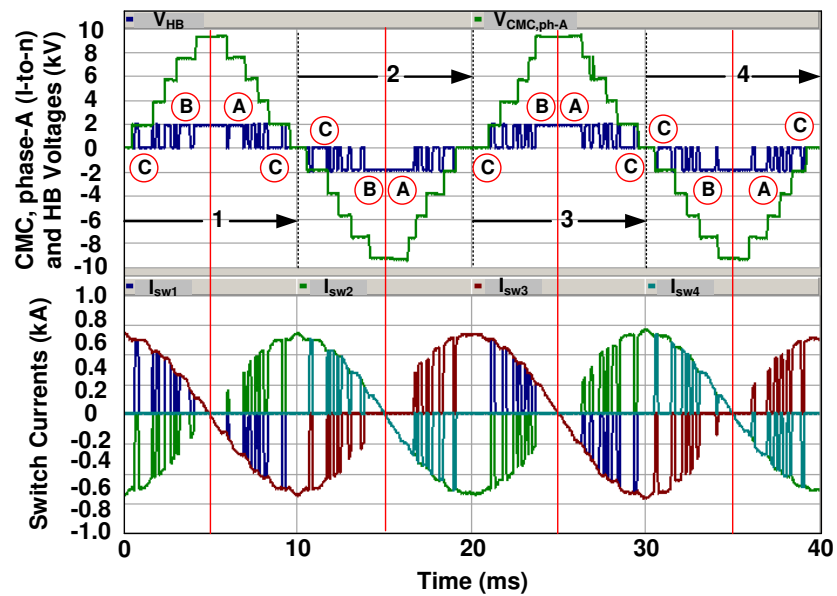 V_HB V_CMC,ph-A
CMC, phase-A (l-to-n)
and HB Voltages (kV)
10
8
6
4
2
0
-2
-4
-6
-8
-10
2 4
B A B A
C C C
C C C C
B A B A
1 3
I_sw1 I_sw2 I_sw3 I_sw4
Switch Currents (kA)
1.0
0.8
0.6
0.4
0.2
0
-0.2
-0.4
-0.6
-0.8
-1.0
0 10 20 30 40
Time (ms)